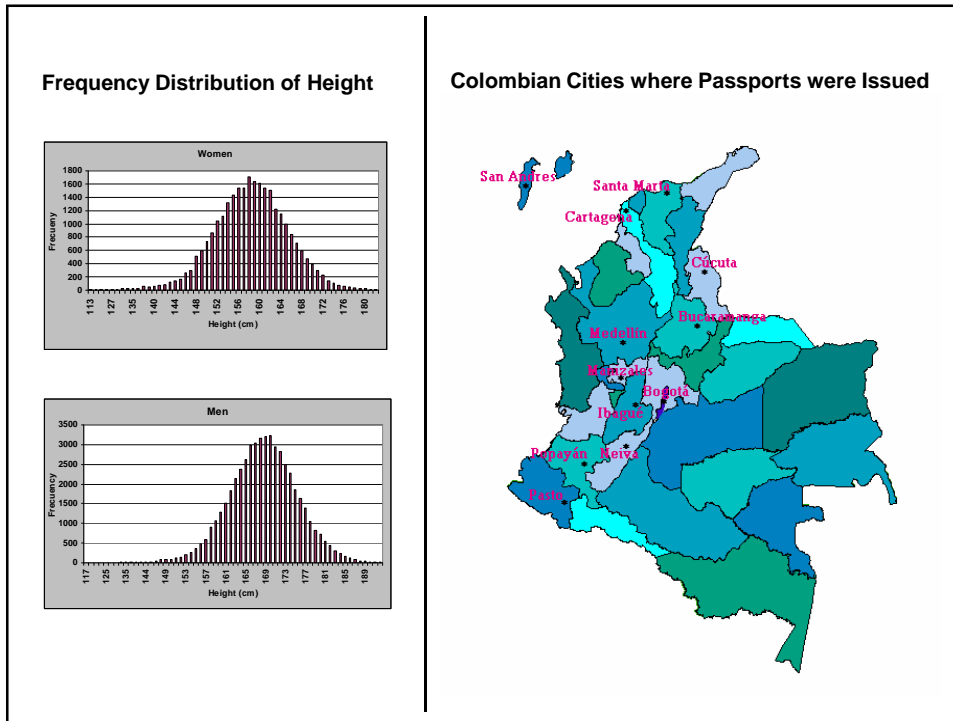 Frequency Distribution of Height
Women
1800
1600
1400
1200
1000
800
600
400
200
0
Frecueny
113
127
135
140
144
148
152
156
160
164
168
172
176
180
Height (cm)
Men
3500
3000
2500
2000
1500
1000
500
0
Frecuency
117
125
135
144
149
153
157
161
165
169
173
177
181
185
189
Height (cm)
Colombian Cities where Passports were Issued
San Andres
Santa Marta
Cartagena
Cúcuta
Bucaramanga
Medellín
Manizales
Bogotá
Ibagué
Popayán
Neiva
Pasto